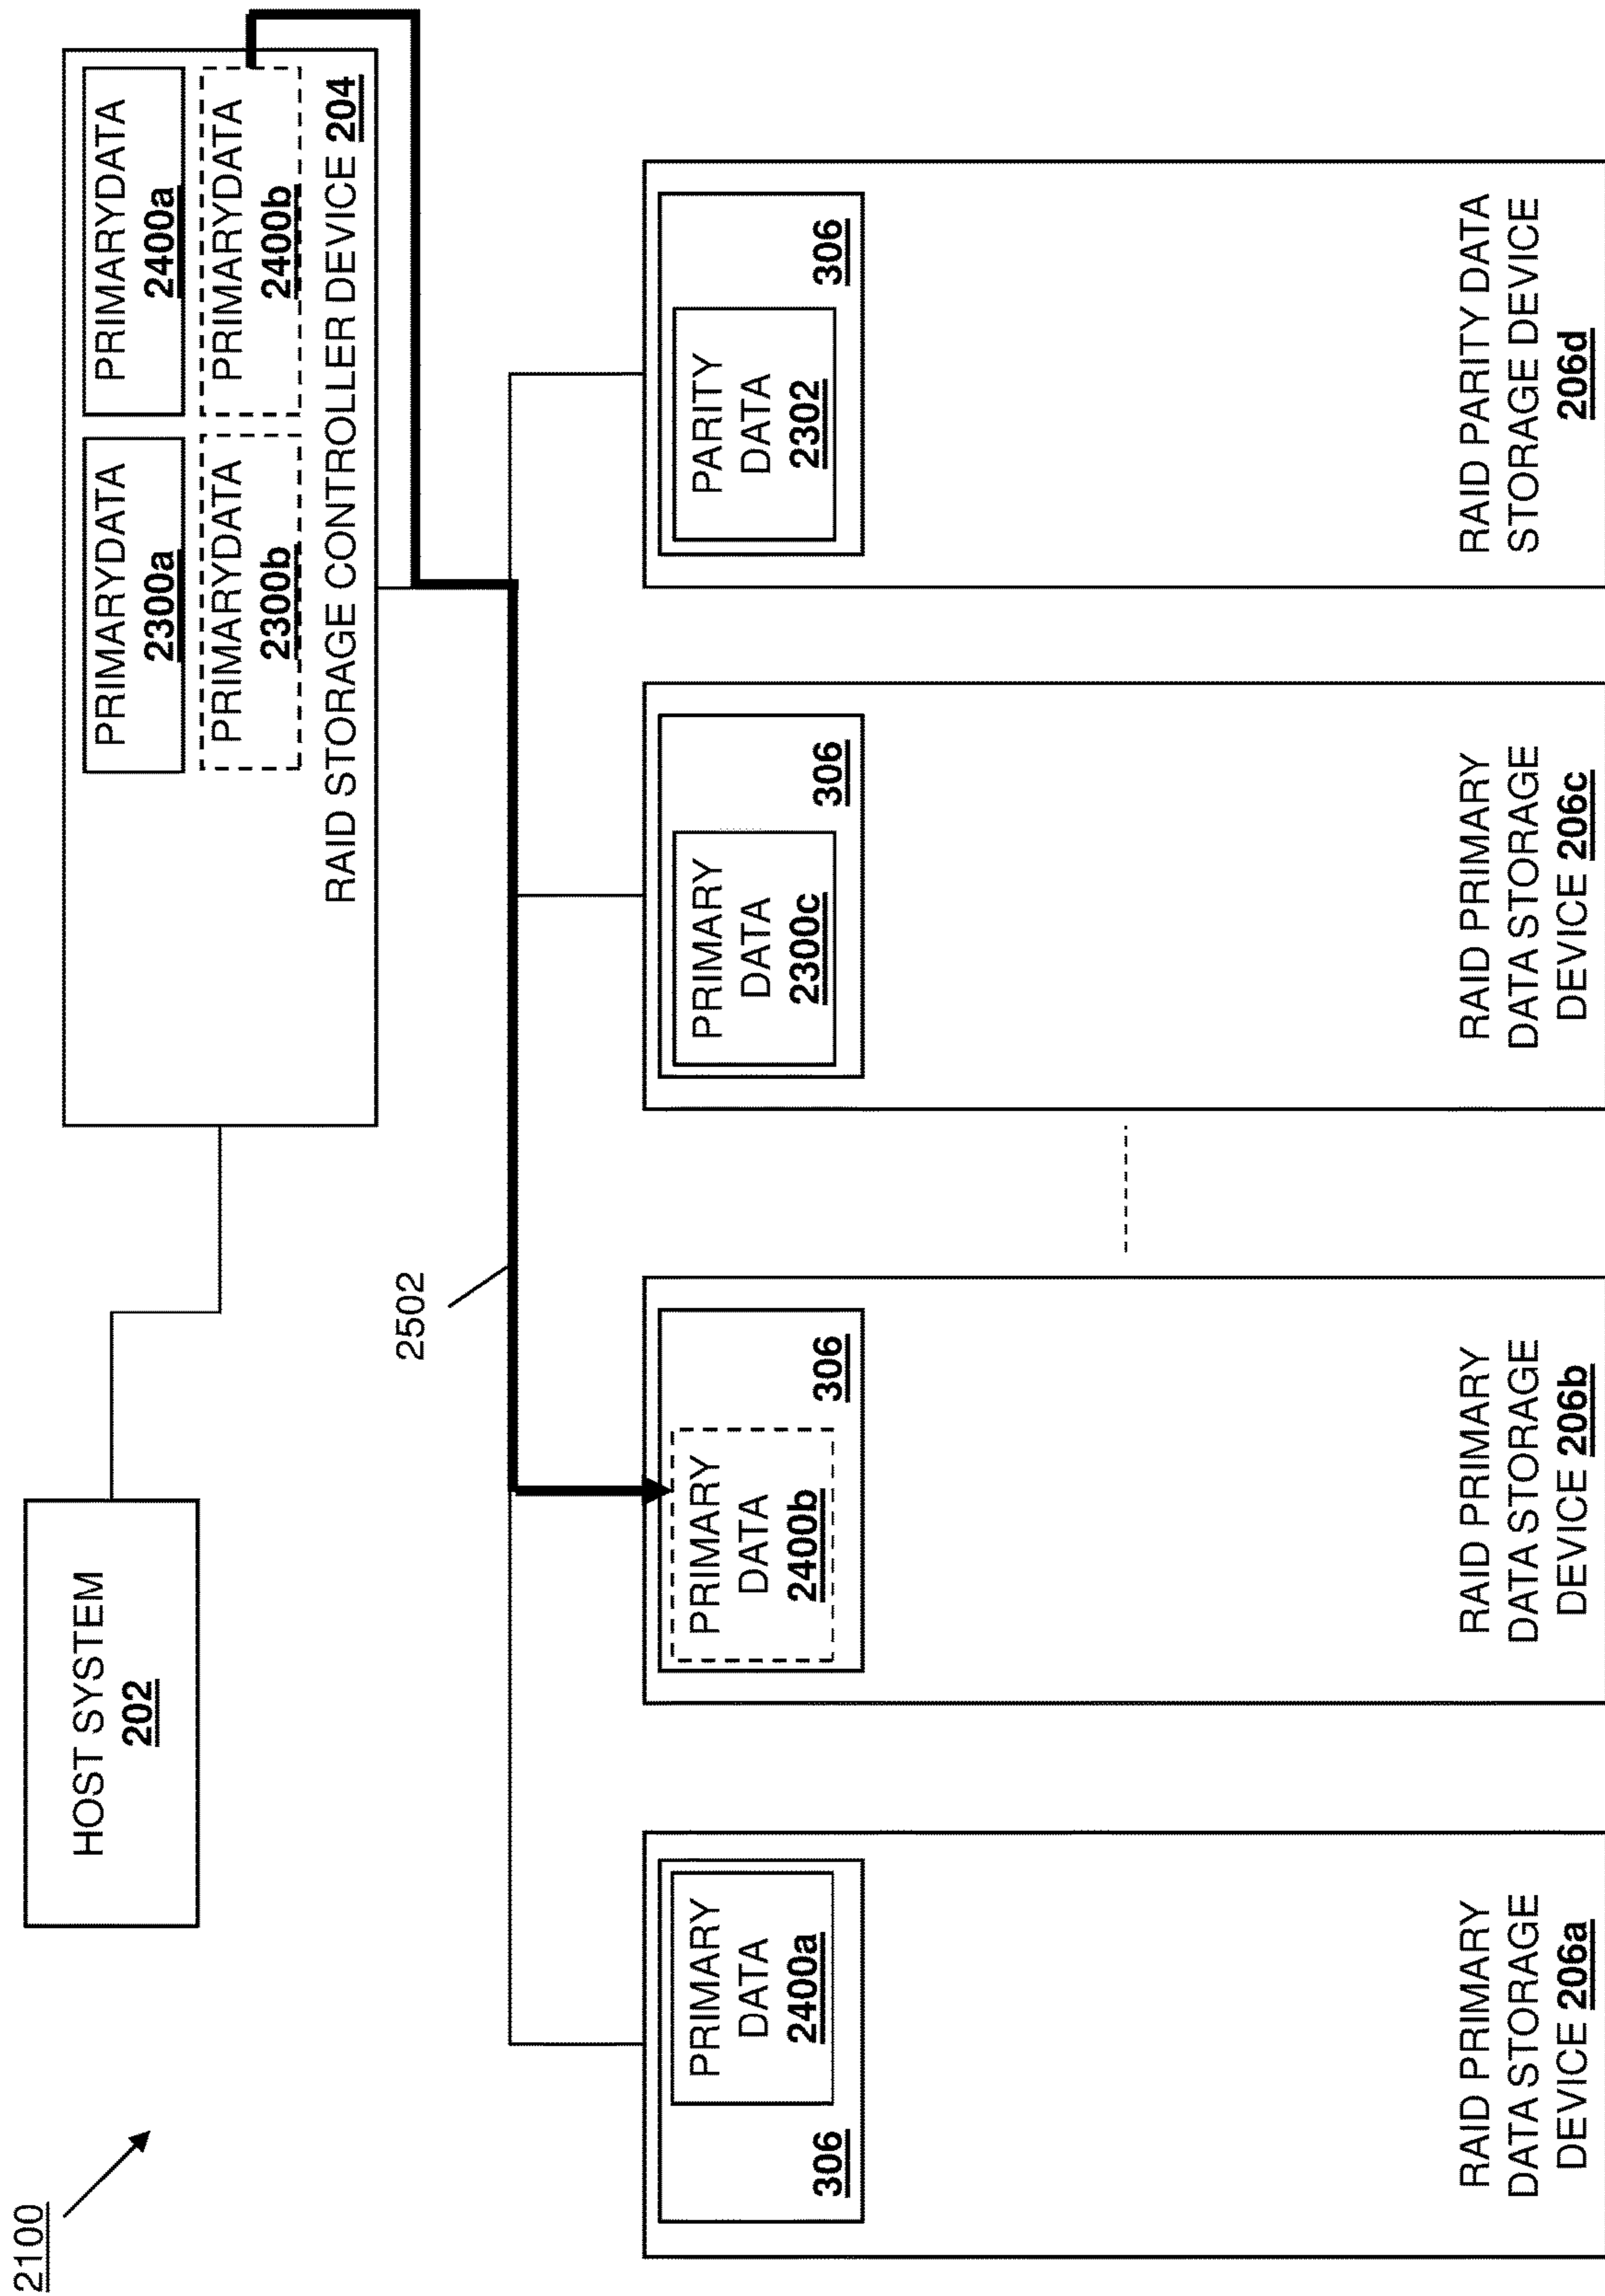 2100
HOST SYSTEM
202
PRIMARYDATA
2300a
PRIMARYDATA
2400a
PRIMARYDATA
2300b
PRIMARYDATA
2400b
RAID STORAGE CONTROLLER DEVICE 204
2502
306
PRIMARY
DATA
2400a
RAID PRIMARY
DATA STORAGE
DEVICE 206a
PRIMARY
DATA
2400b
306
RAID PRIMARY
DATA STORAGE
DEVICE 206b
PRIMARY
DATA
2300c
306
RAID PRIMARY
DATA STORAGE
DEVICE 206c
PARITY
DATA
2302
306
RAID PARITY DATA
STORAGE DEVICE
206d